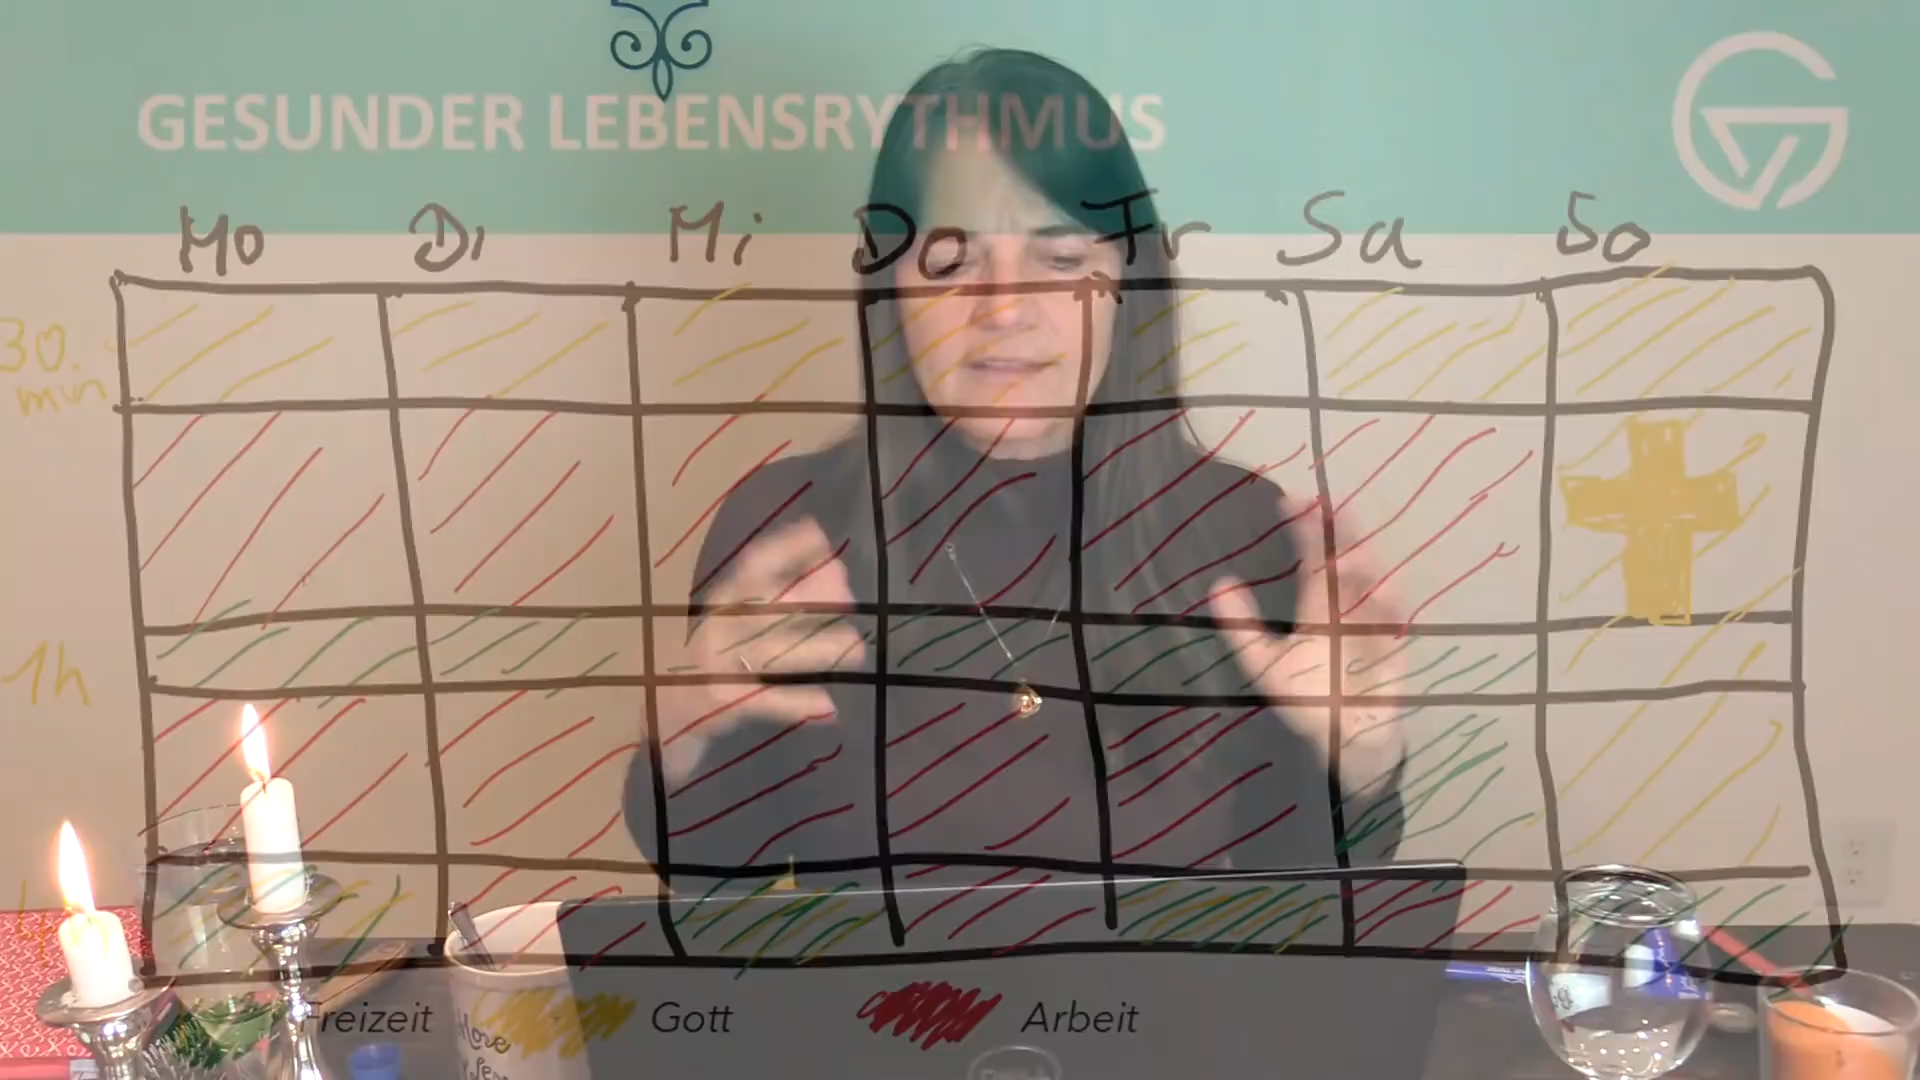 GESUNDER LEBENSRYTHMUS
Mo Di Mi Do Fr Sa So
30.
min
1h
Freizeit Gott Arbeit